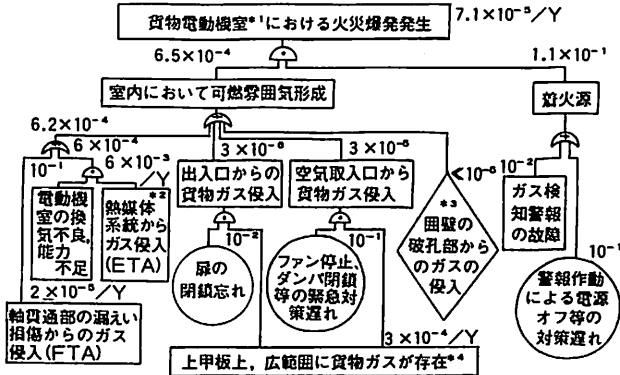 貨物電動機室*1における火災爆発発生
7.1×10⁻⁵/Y
6.5×10⁻⁴
1.1×10⁻¹
室内において可燃雰囲気形成
着火源
6.2×10⁻⁴
6×10⁻⁴
10⁻¹
6×10⁻³/Y
電動機
室の換
気不良,
能力
不足
*2
熱媒体
系統から
ガス侵入
(ETA)
出入口から
の貨物
ガス侵入
3×10⁻⁶
空気取入口から
貨物ガス侵入
3×10⁻⁵
≪10⁻⁶
*3
囲壁の
破孔部から
のガスの
侵入
10⁻²
ガス検
知警報
の故障
10⁻¹
警報作動
による電源
オフ等の
対策遅れ
10⁻²
扉の
閉鎖忘れ
10⁻¹
ファン停止、
ダンパ閉鎖
等の緊急対
策遅れ
2×10⁻⁵/Y
軸貫通部の漏えい
損傷からのガス
侵入(FTA)
3×10⁻⁴/Y
上甲板上,広範囲に貨物ガスが存在*4